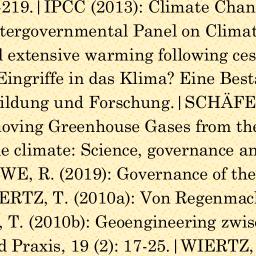 -219.|IPCC (2013): Climate Chan
tergovernmental Panel on Climat
l extensive warming following ces
Eingriffe in das Klima? Eine Best
ildung und Forschung.|SCHÄFE
oving Greenhouse Gases from the
e climate: Science, governance an
WE, R. (2019): Governance of the
ERTZ, T. (2010a): Von Regenmac
, T. (2010b): Geoengineering zwis
d Praxis, 19 (2): 17-25.|WIERTZ,